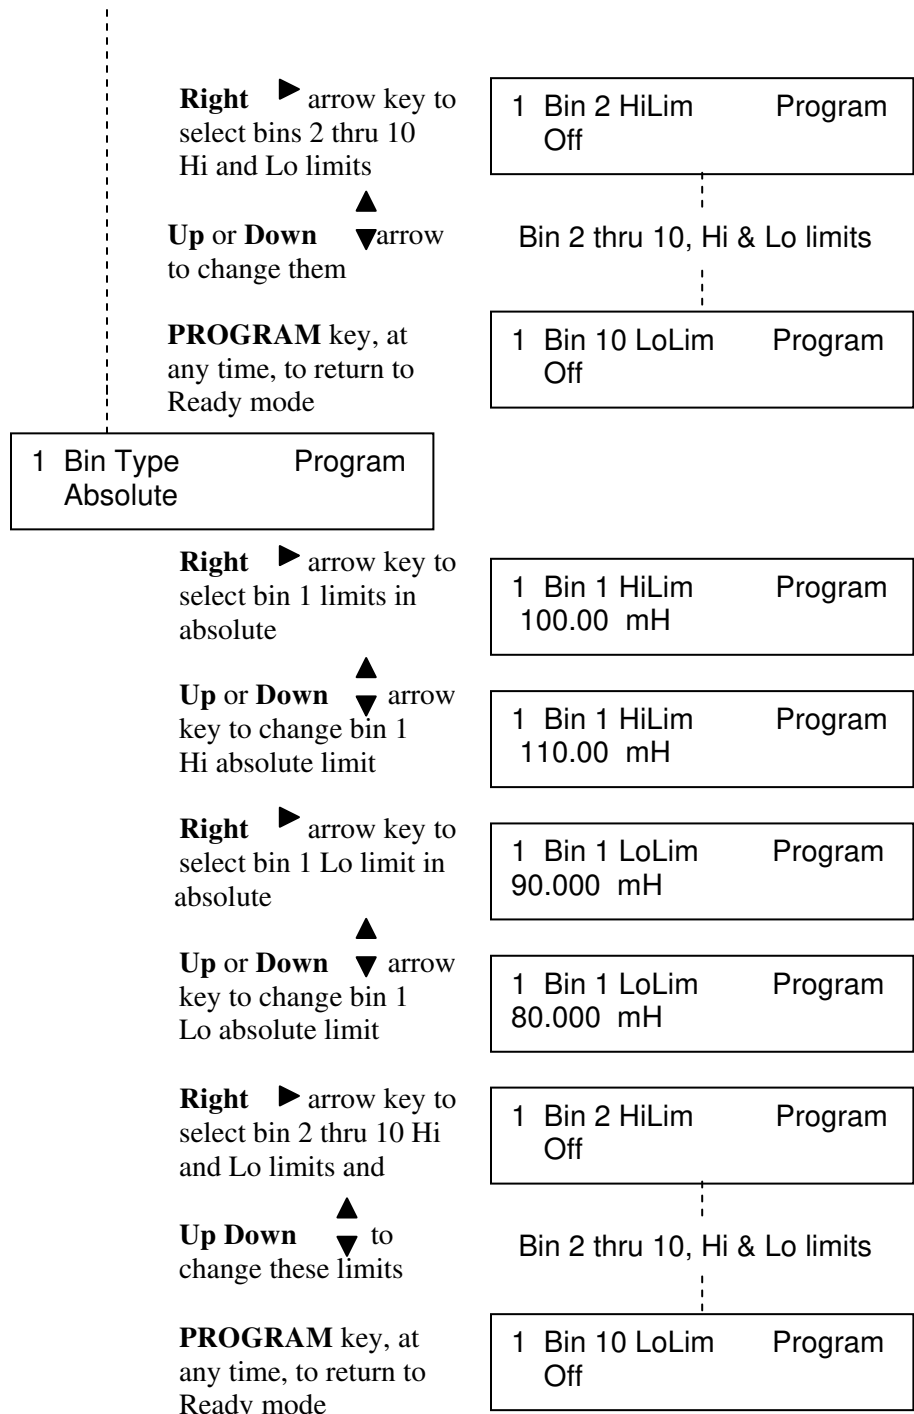 Right ► arrow key to
select bins 2 thru 10
Hi and Lo limits
1 Bin 2 HiLim Program
Off
▲
Up or Down ▼arrow
to change them
Bin 2 thru 10, Hi & Lo limits
PROGRAM key, at
any time, to return to
Ready mode
1 Bin 10 LoLim Program
Off
1 Bin Type Program
Absolute
Right ► arrow key to
select bin 1 limits in
absolute
1 Bin 1 HiLim Program
100.00 mH
▲
Up or Down ▼ arrow
key to change bin 1
Hi absolute limit
1 Bin 1 HiLim Program
110.00 mH
Right ► arrow key to
select bin 1 Lo limit in
absolute
1 Bin 1 LoLim Program
90.000 mH
▲
Up or Down ▼ arrow
key to change bin 1
Lo absolute limit
1 Bin 1 LoLim Program
80.000 mH
Right ► arrow key to
select bin 2 thru 10 Hi
and Lo limits and
1 Bin 2 HiLim Program
Off
▲
Up Down ▼ to
change these limits
Bin 2 thru 10, Hi & Lo limits
PROGRAM key, at
any time, to return to
Ready mode
1 Bin 10 LoLim Program
Off